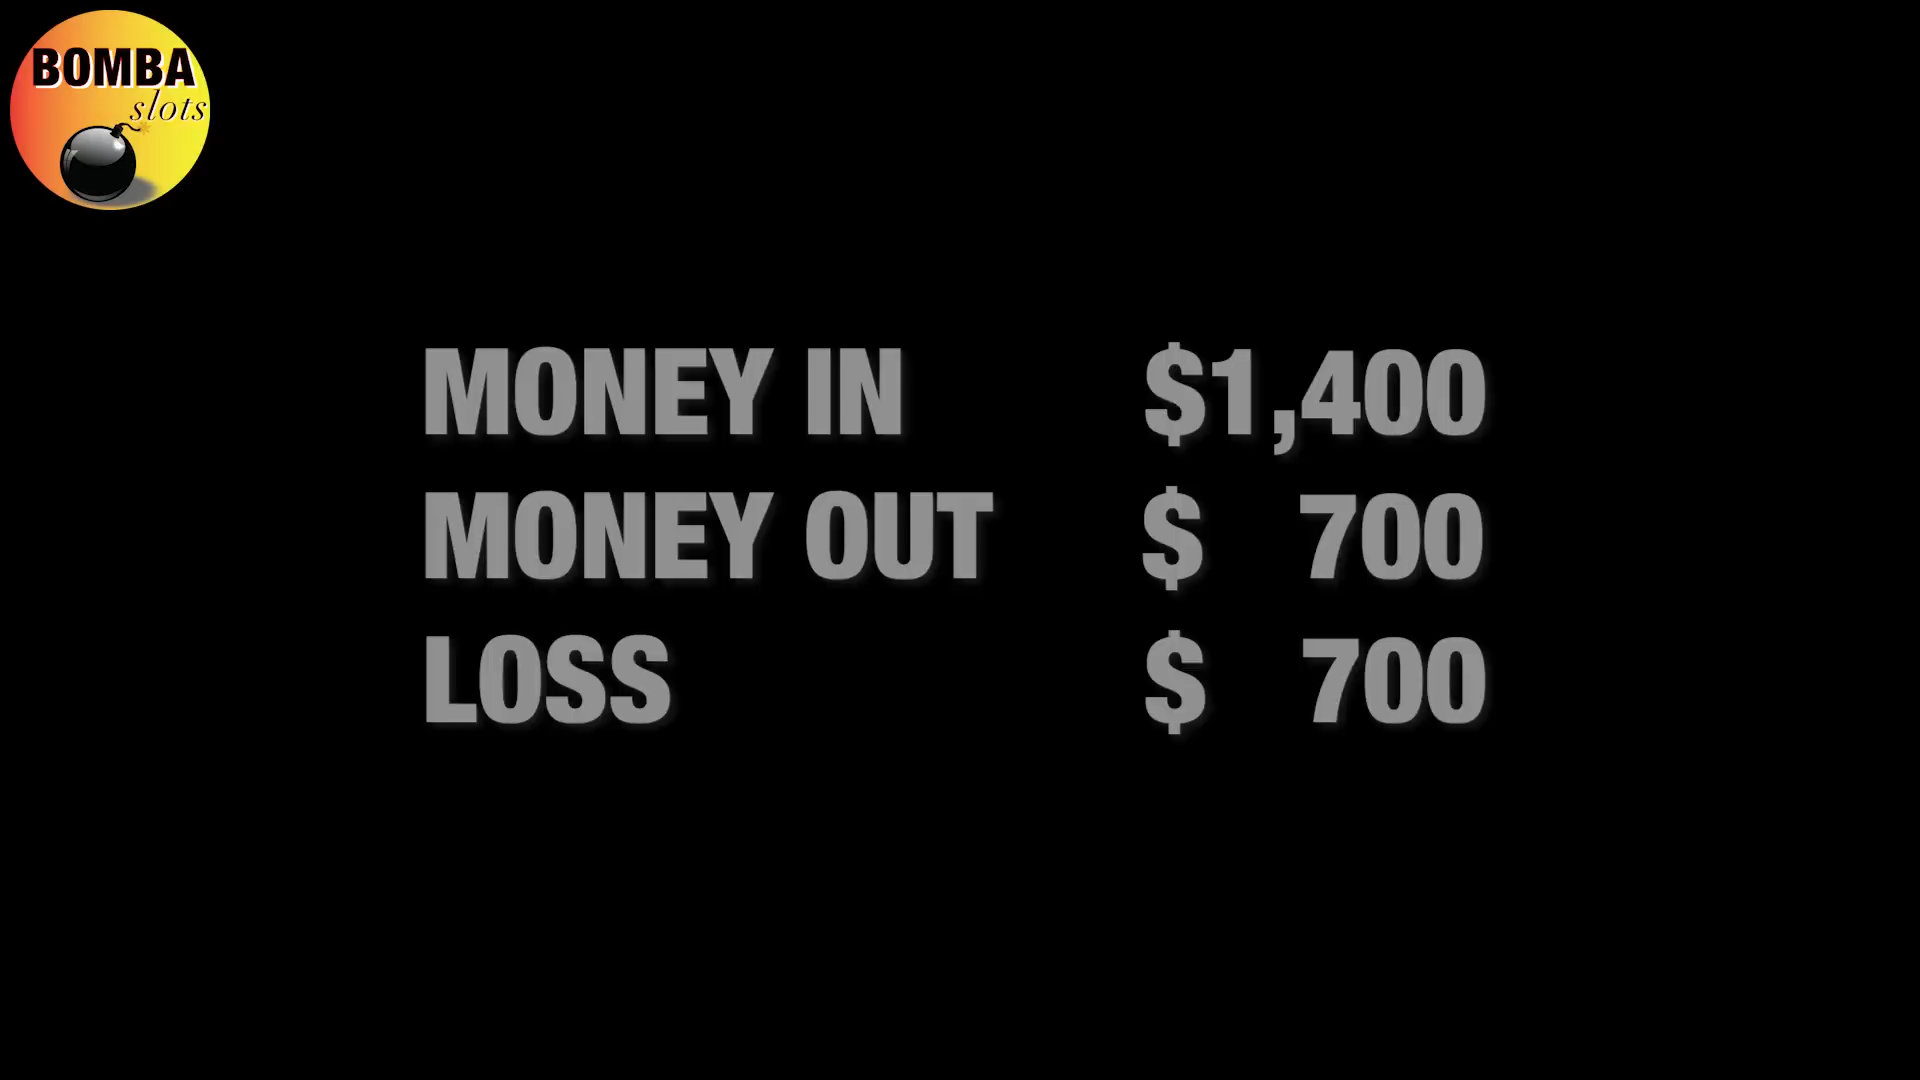 BOMBA
slots
MONEY IN $1,400
MONEY OUT $ 700
LOSS $ 700